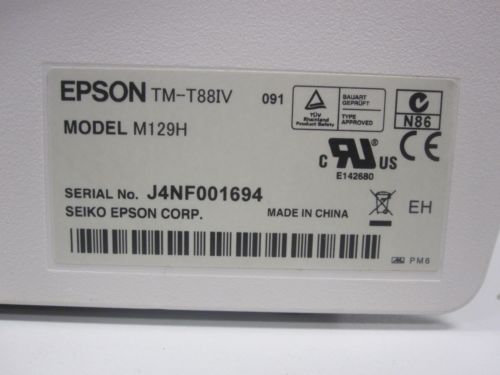 EPSON TM-T88IV 091
TÜV
Rheinland
Product Safety
BAUART
GEPRÜFT
TYPE
APPROVED
N86
MODEL M129H
C RU US
E142680
CE
SERIAL No. J4NF001694
SEIKO EPSON CORP. MADE IN CHINA
EH
PM6